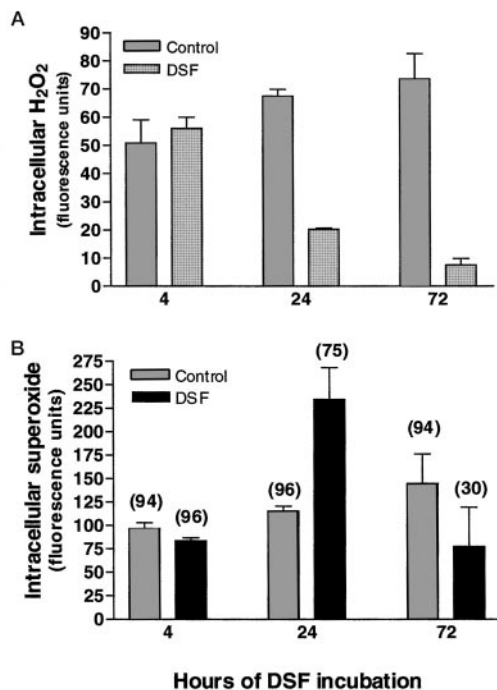 A
Intracellular H2O2
(fluorescence units)
90
80
70
60
50
40
30
20
10
0
Control
DSF
4 24 72
B
Intracellular superoxide
(fluorescence units)
275
250
225
200
175
150
125
100
75
50
25
0
Control
DSF
(94) (96) (96) (75) (94) (30)
4 24 72
Hours of DSF incubation